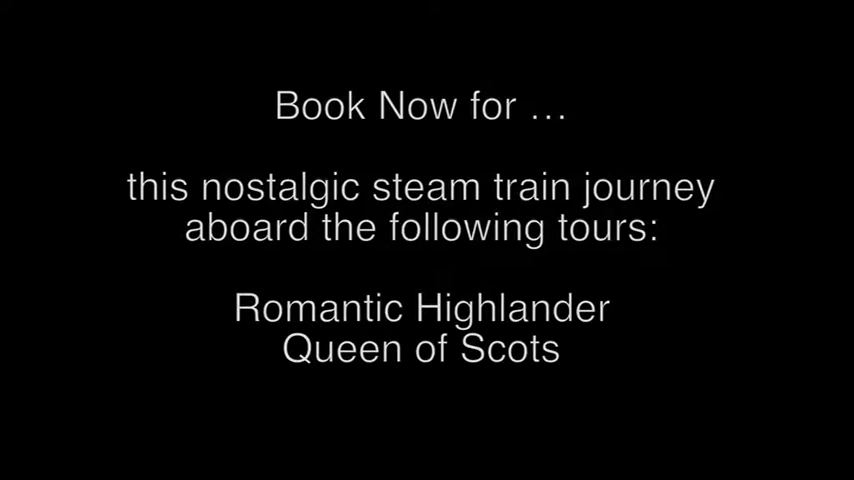 Book Now for ...
this nostalgic steam train journey
aboard the following tours:
Romantic Highlander
Queen of Scots